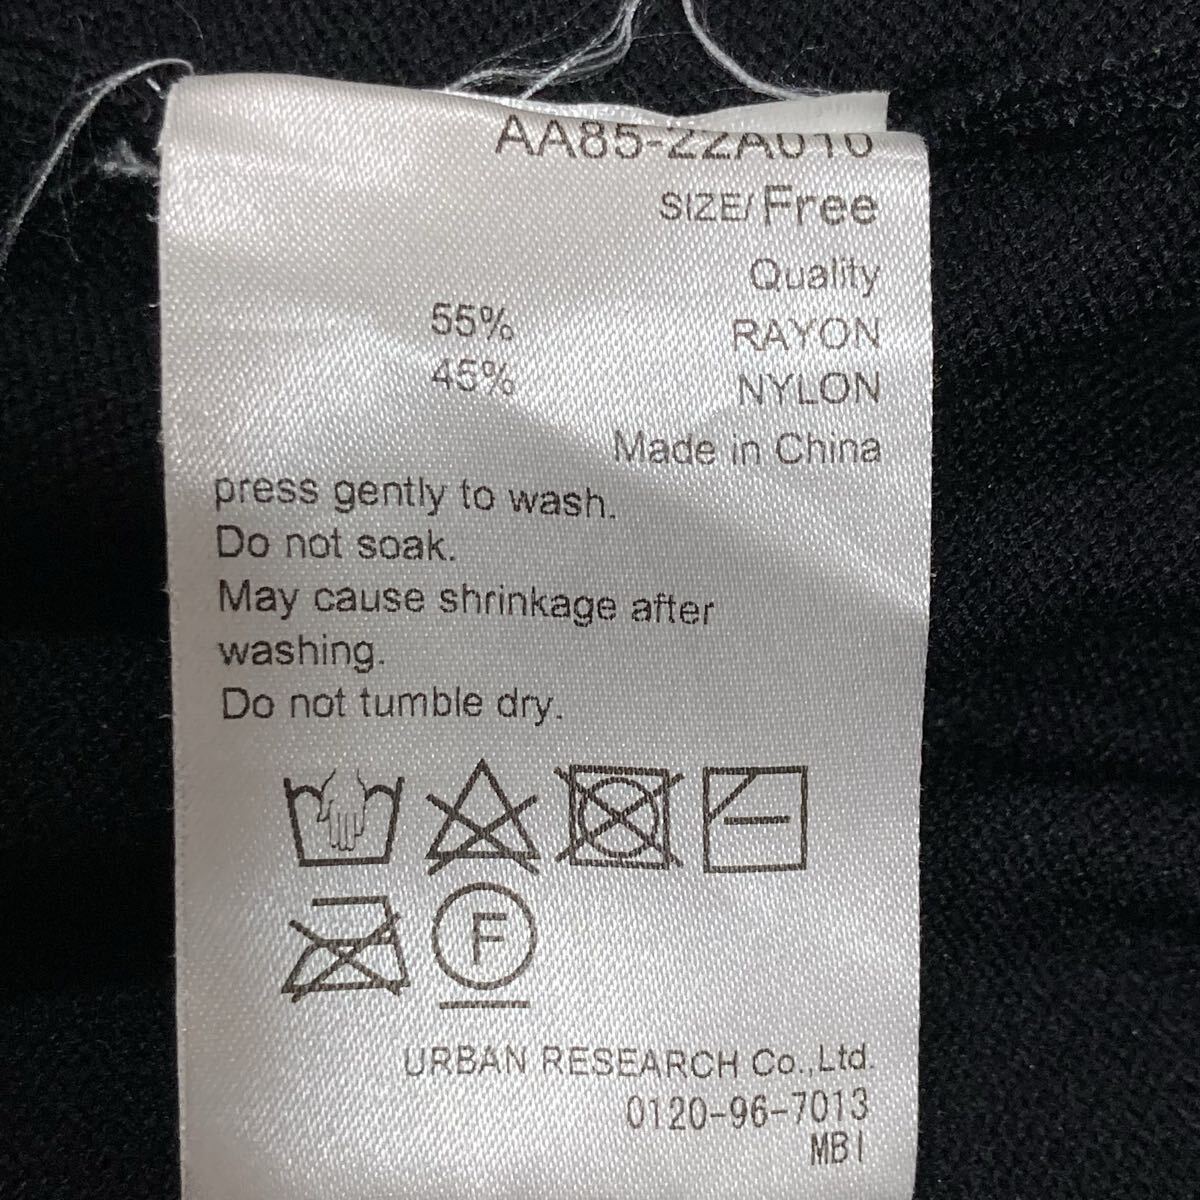 AA85-22A010
SIZE/ Free
Quality
55% RAYON
45% NYLON
Made in China
press gently to wash.
Do not soak.
May cause shrinkage after
washing.
Do not tumble dry.
F
URBAN RESEARCH Co.,Ltd.
0120-96-7013
MBI